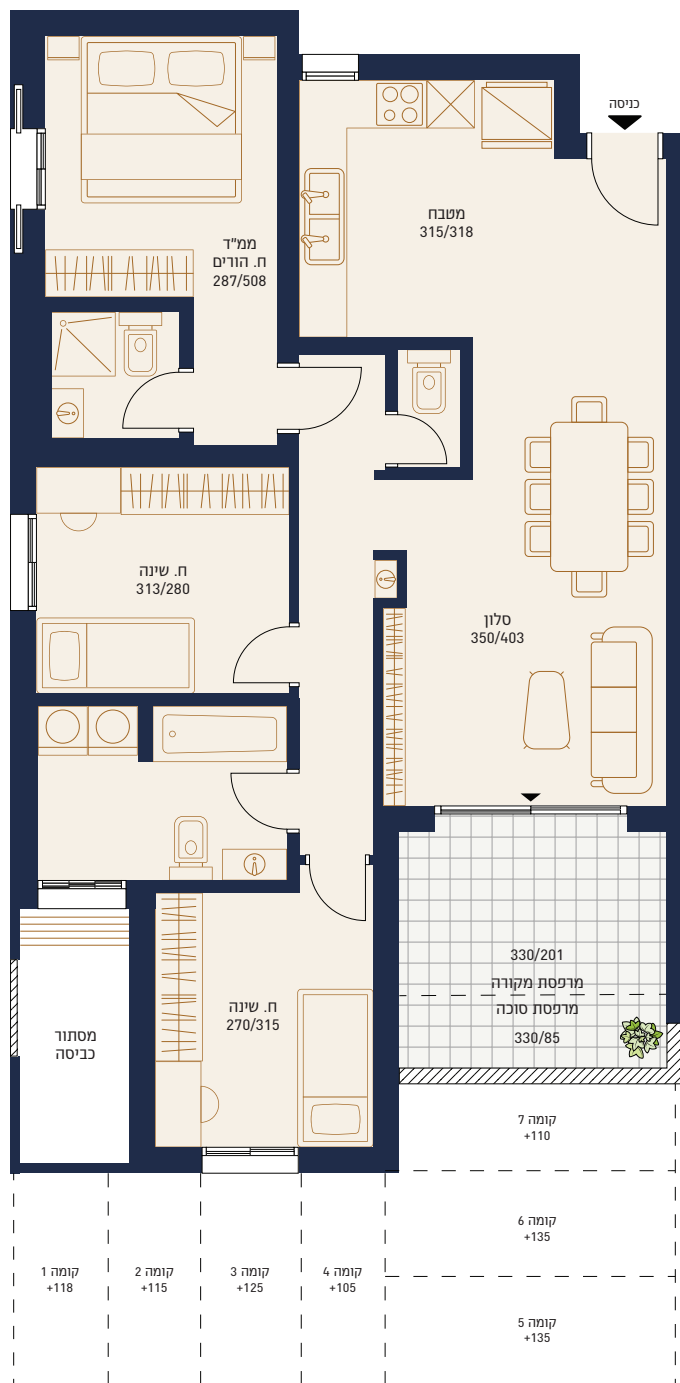 כניסה
מטבח
315/318
ממ"ד
ח. הורים
287/508
ח. שינה
313/280
סלון
350/403
330/201
מרפסת מקורה
מרפסת סוכה
330/85
ח. שינה
270/315
מסתור
כביסה
קומה 7
+110
קומה 6
+135
קומה 5
+135
קומה 4
+105
קומה 3
+125
קומה 2
+115
קומה 1
+118